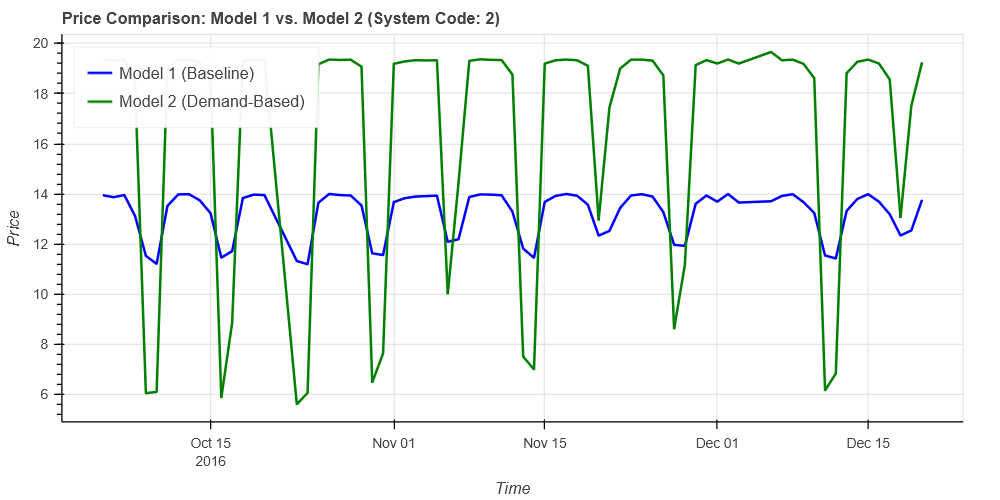 Price Comparison: Model 1 vs. Model 2 (System Code: 2)
Model 1 (Baseline)
Model 2 (Demand-Based)
Price
20
18
16
14
12
10
8
6
Oct 15
2016
Nov 01
Nov 15
Dec 01
Dec 15
Time